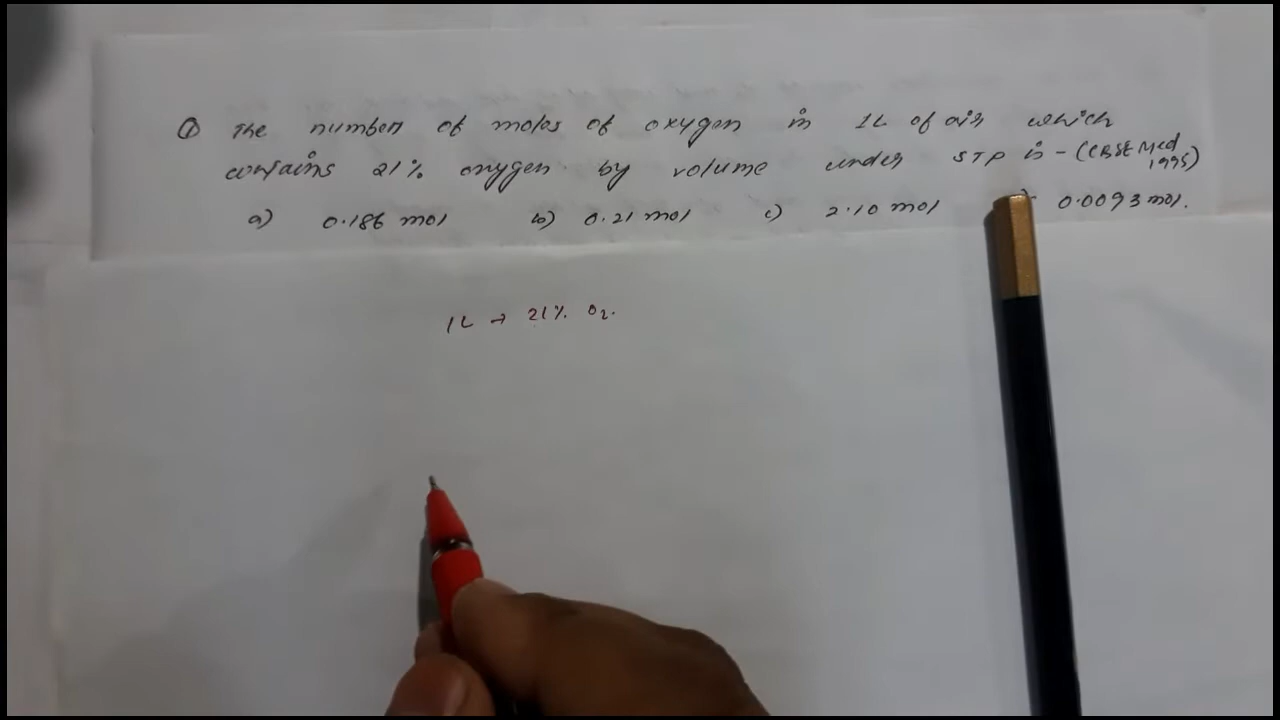 ① The number of moles of oxygen in 1L of air which
contains 21% oxygen by volume under STP is - (CBSE Med 1995)
a) 0.186 mol b) 0.21 mol c) 2.10 mol 0.0093 mol.
1L → 21% O₂.